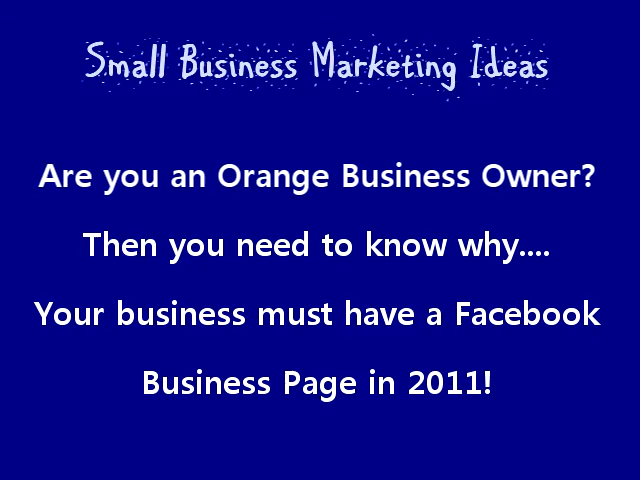 Small Business Marketing Ideas
Are you an Orange Business Owner?
Then you need to know why....
Your business must have a Facebook
Business Page in 2011!